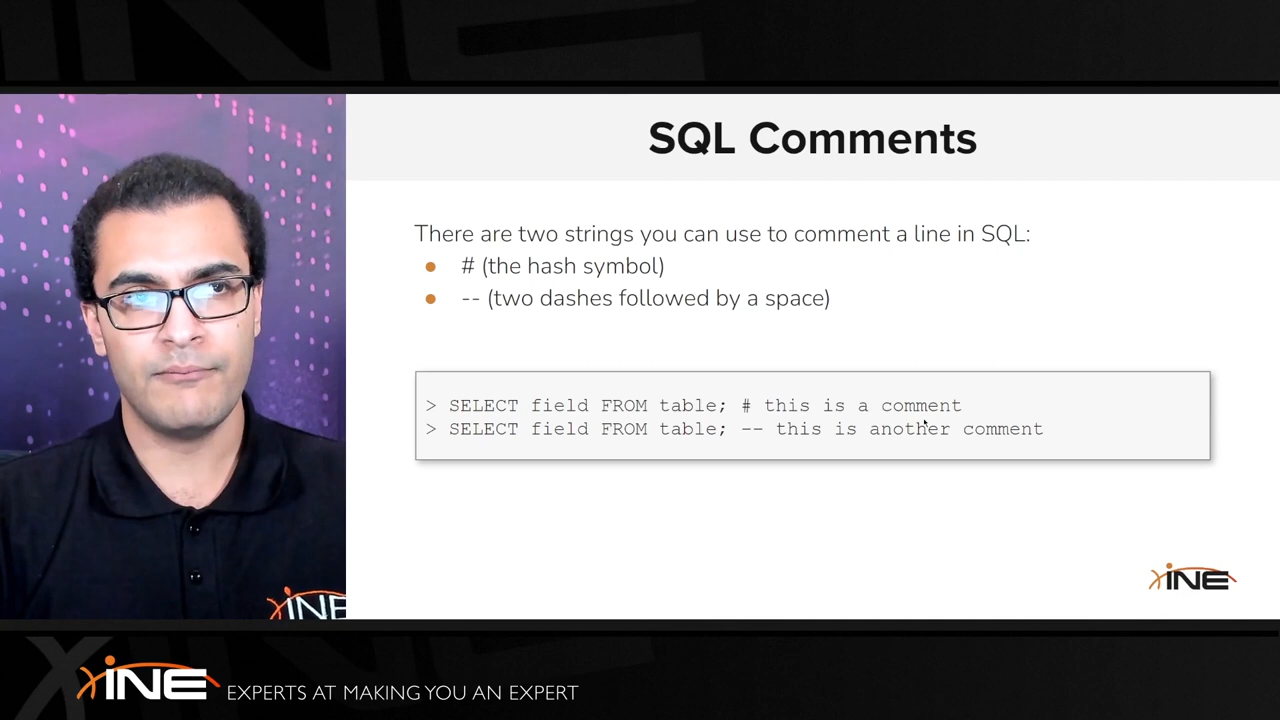 SQL Comments
There are two strings you can use to comment a line in SQL:
● # (the hash symbol)
● -- (two dashes followed by a space)
> SELECT field FROM table; # this is a comment
> SELECT field FROM table; -- this is another comment
iNE
iNE
iNE EXPERTS AT MAKING YOU AN EXPERT